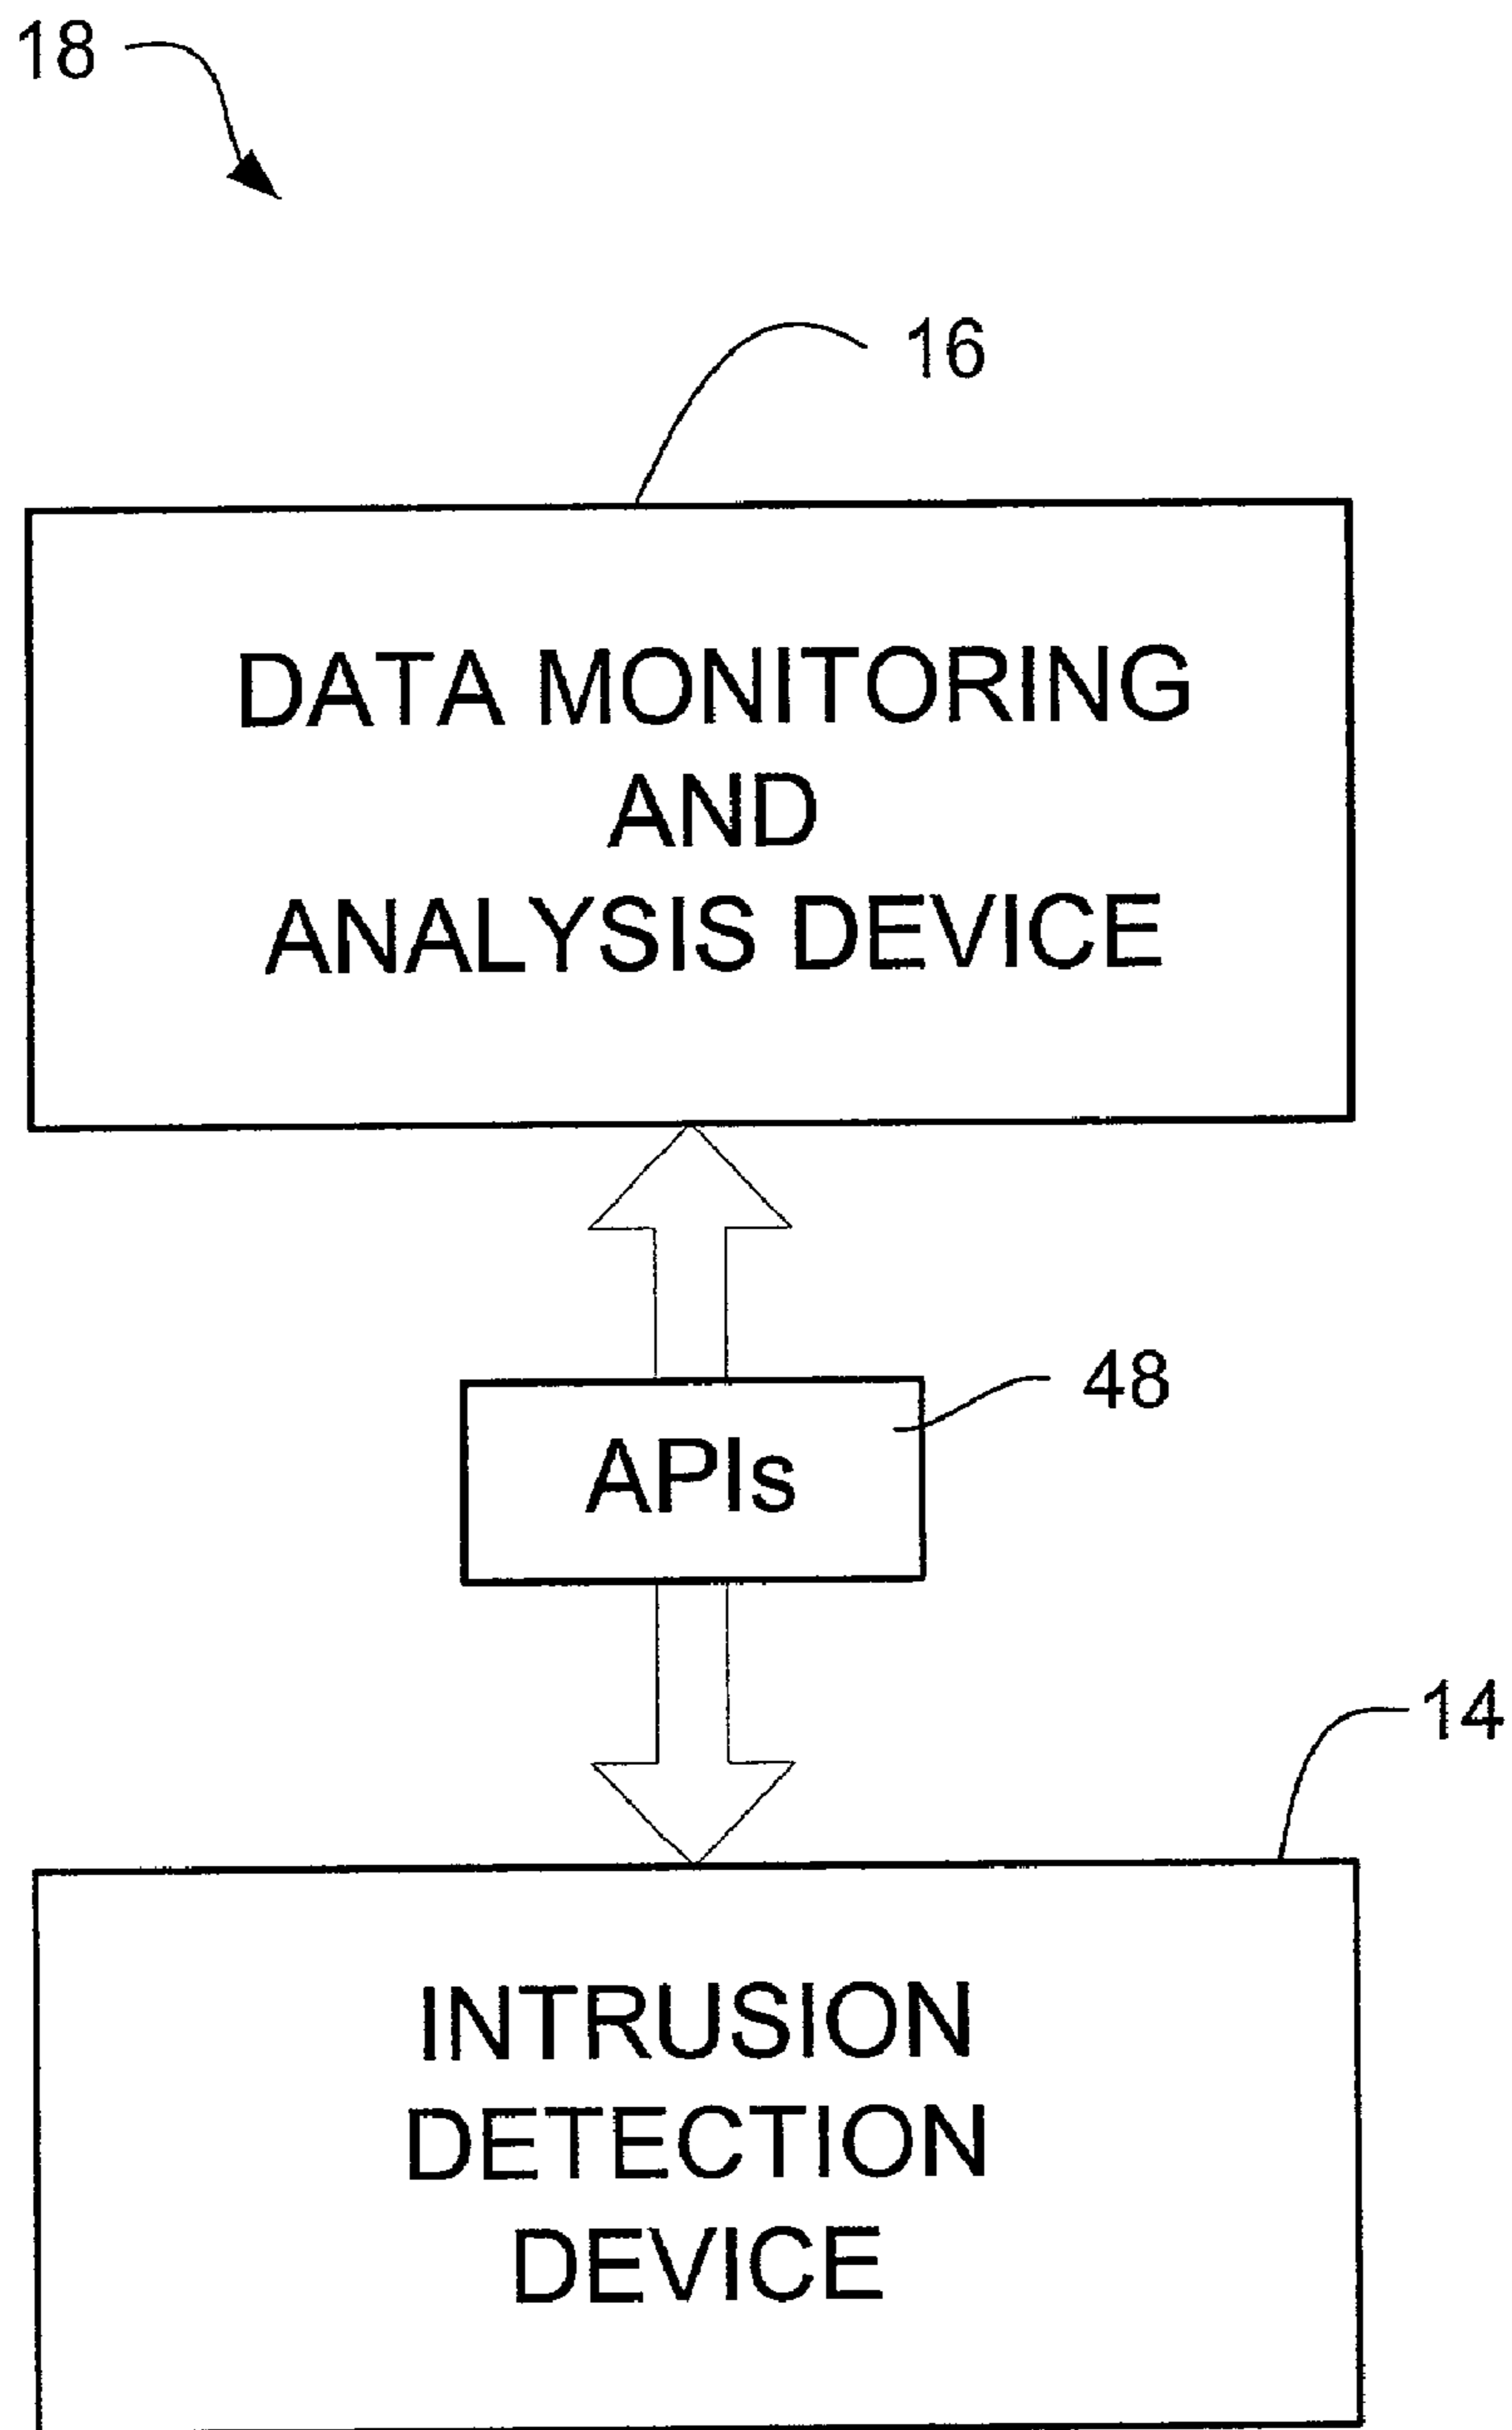 18
16
DATA MONITORING
AND
ANALYSIS DEVICE
48
APIs
14
INTRUSION
DETECTION
DEVICE